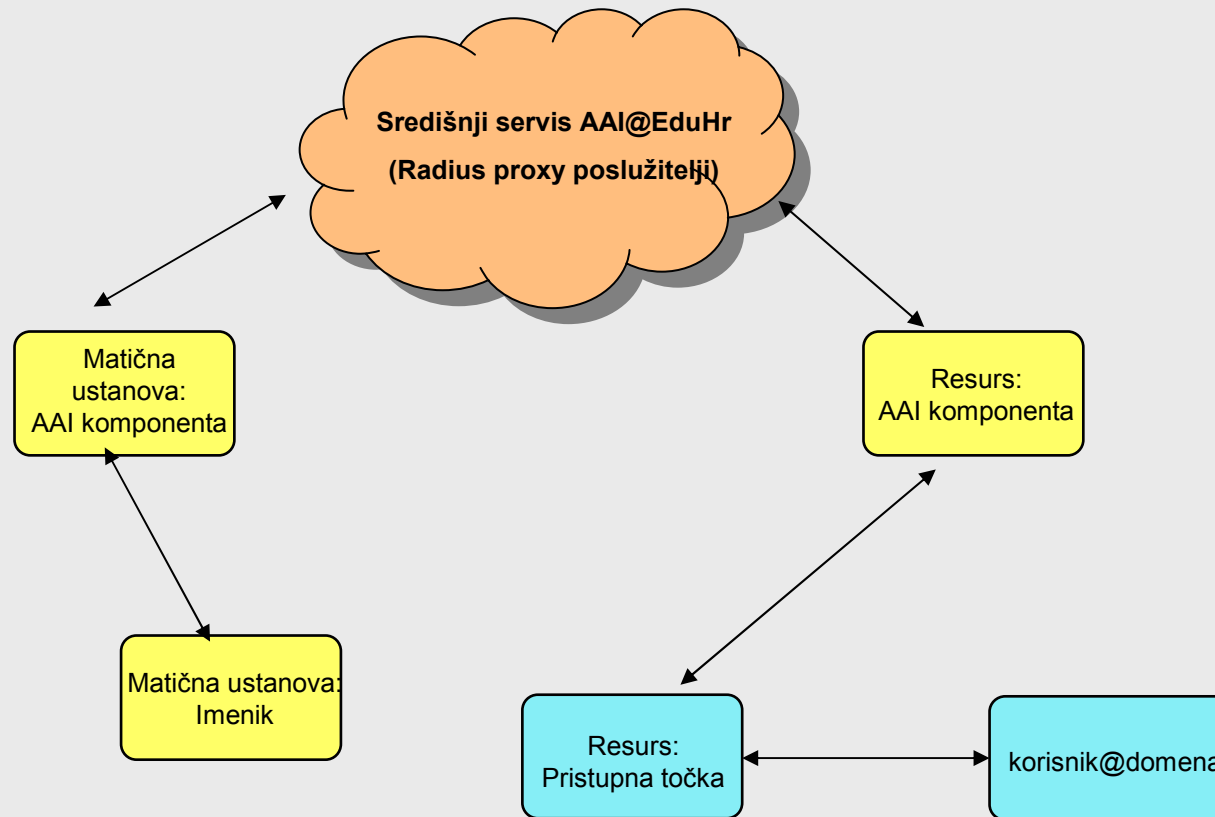 Središnji servis AAI@EduHr
(Radius proxy poslužitelji)
Matična
ustanova:
AAI komponenta
Resurs:
AAI komponenta
Matična ustanova:
Imenik
Resurs:
Pristupna točka
korisnik@domena